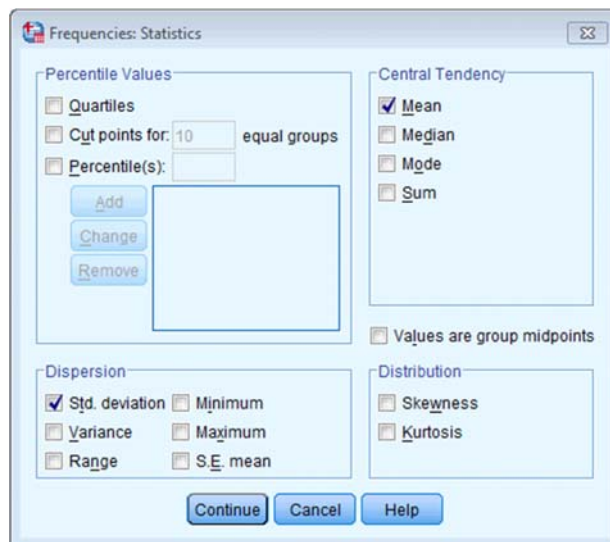 Frequencies: Statistics
Percentile Values
Quartiles
Cut points for: 10 equal groups
Percentile(s):
Add
Change
Remove
Central Tendency
Mean
Median
Mode
Sum
Values are group midpoints
Dispersion
Std. deviation Minimum
Variance Maximum
Range S.E. mean
Distribution
Skewness
Kurtosis
Continue Cancel Help